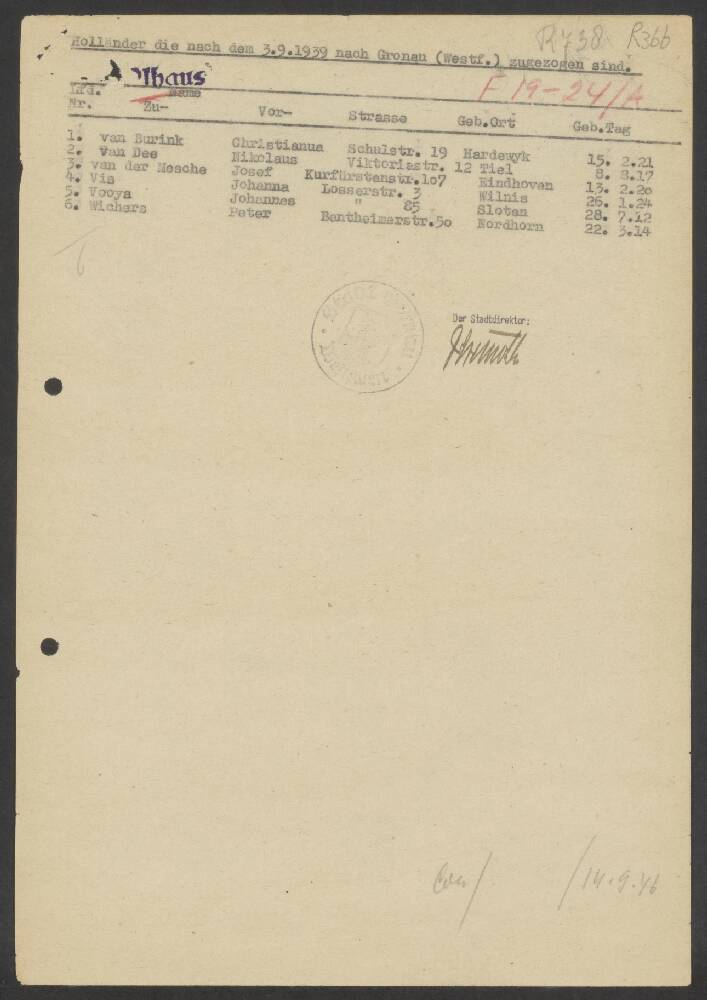 R738 R366
Holländer die nach dem 3.9.1939 nach Gronau (Westf.) zugezogen sind.
Ahaus
F 19-24/A
Lfd. Name
Nr. Zu- Vor- Strasse Geb.Ort Geb.Tag
1. van Burink Christianua Schulstr. 19 Hardewyk 15. 2.21
2. Van Dee Nikolaus Viktoriastr. 12 Tiel 8. 8.17
3. van der Mesche Josef Kurfürstenstr.107 Eindhoven 13. 2.20
4. Vis Johanna Losserstr. 3 Wilnis 26. 1.24
5. Vooya Johannes " 85 Sloten 28. 7.12
6. Wichers Peter Bentheimerstr.50 Nordhorn 22. 3.14
6
Der Stadtdirektor:
14.9.46